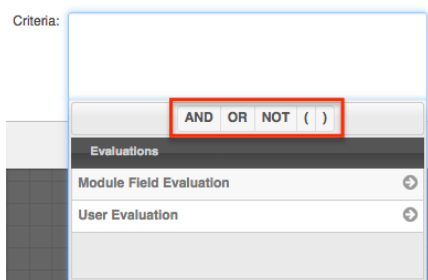 Criteria:
AND OR NOT ( )
Evaluations
Module Field Evaluation
User Evaluation